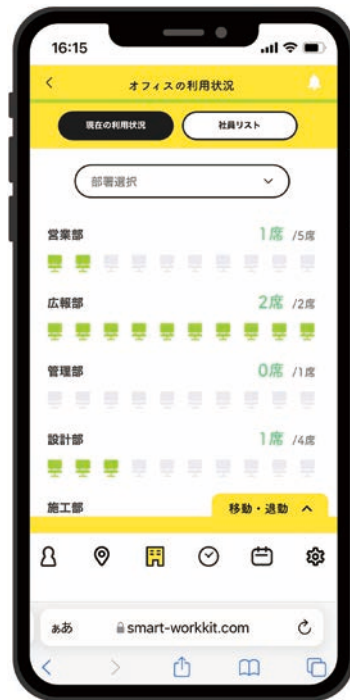 16:15
オフィスの利用状況
現在の利用状況 社員リスト
部署選択
営業部 1席 /5席
広報部 2席 /2席
管理部 0席 /1席
設計部 1席 /4席
施工部 移動・退勤
ぁあ smart-workkit.com